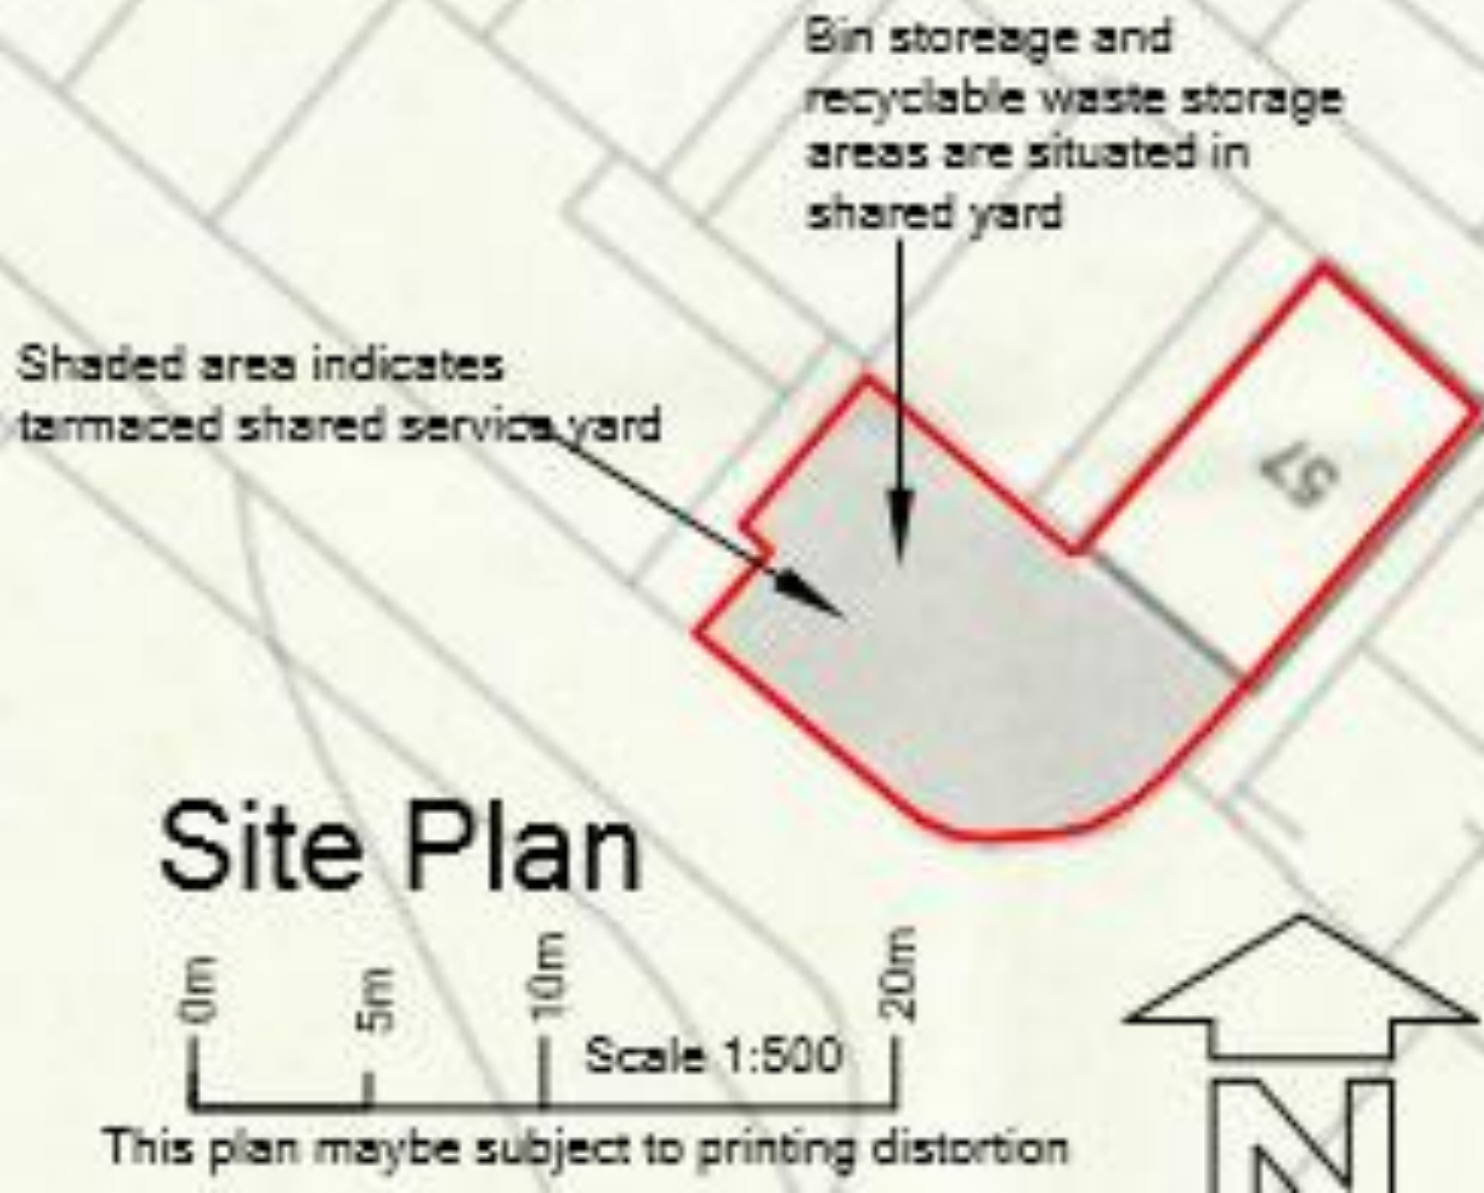 Bin storeage and
recyclable waste storage
areas are situated in
shared yard
Shaded area indicates
tarmaced shared service yard
57
Site Plan
0m
5m
10m
20m
Scale 1:500
This plan maybe subject to printing distortion
N